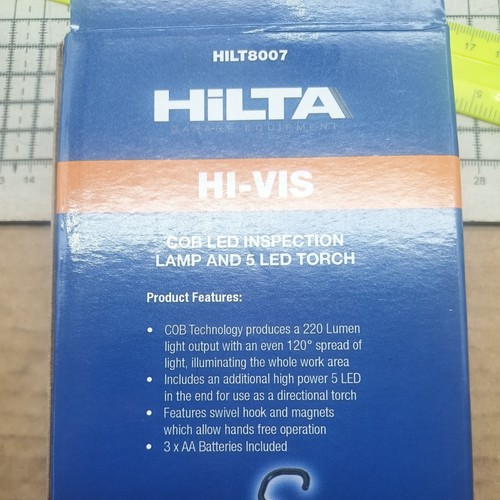 HILT8007
HiLTA
GARAGE EQUIPMENT
HI-VIS
COB LED INSPECTION
LAMP AND 5 LED TORCH
Product Features:
• COB Technology produces a 220 Lumen
light output with an even 120° spread of
light, illuminating the whole work area
• Includes an additional high power 5 LED
in the end for use as a directional torch
• Features swivel hook and magnets
which allow hands free operation
• 3 x AA Batteries Included
17
14
28